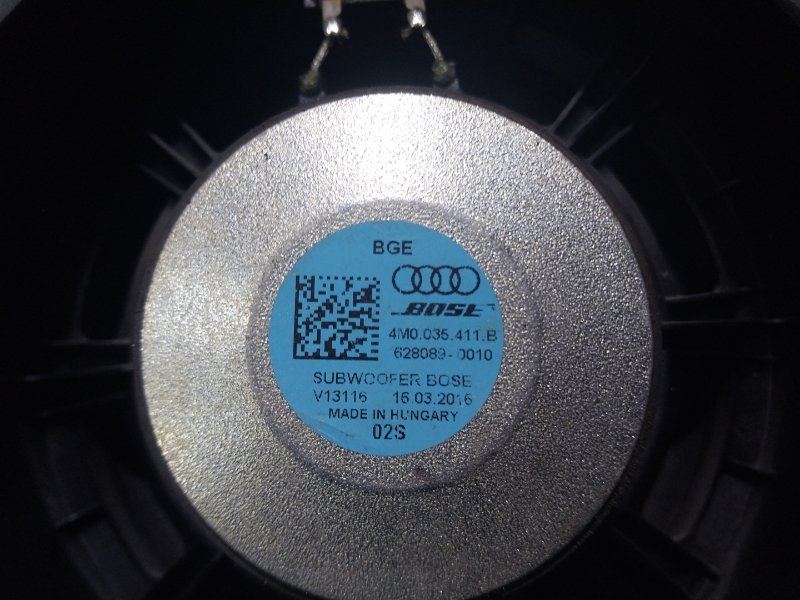 BGE
BOSE
4M0.035.411.B
628089-0010
SUBWOOFER BOSE
V13116 16.03.2016
MADE IN HUNGARY
02S